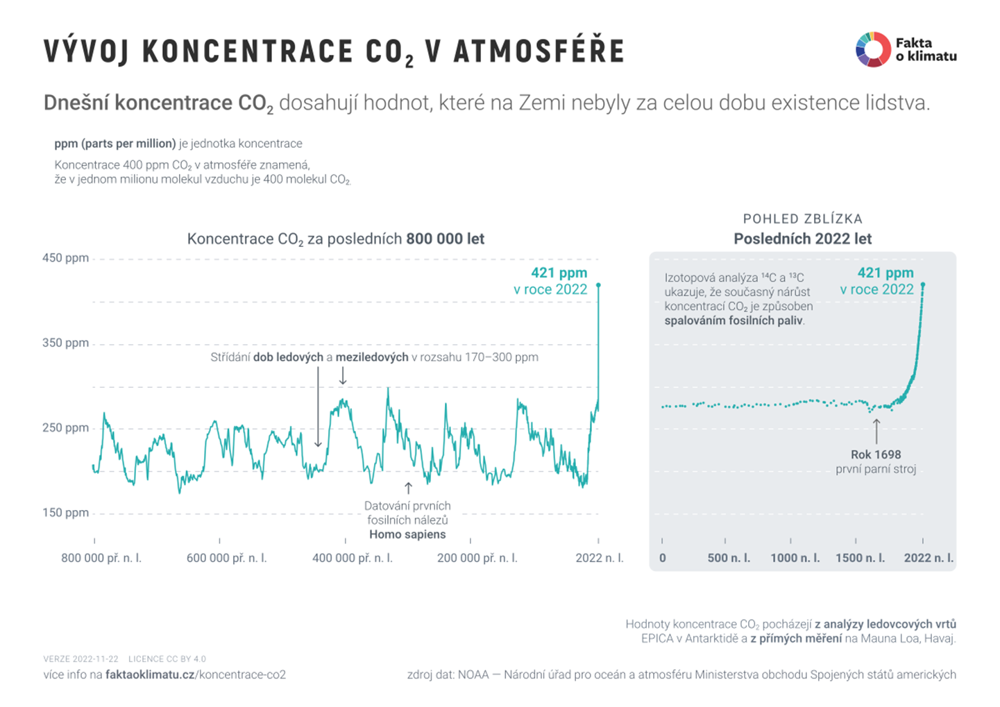 VÝVOJ KONCENTRACE CO₂ V ATMOSFÉŘE
Fakta
o klimatu
Dnešní koncentrace CO₂ dosahují hodnot, které na Zemi nebyly za celou dobu existence lidstva.
ppm (parts per million) je jednotka koncentrace
Koncentrace 400 ppm CO₂ v atmosféře znamená,
že v jednom milionu molekul vzduchu je 400 molekul CO₂.
Koncentrace CO₂ za posledních 800 000 let
450 ppm
421 ppm
v roce 2022
350 ppm
Střídání dob ledových a meziledových v rozsahu 170–300 ppm
250 ppm
Datování prvních
fosilních nálezů
Homo sapiens
150 ppm
800 000 př. n. l.
600 000 př. n. l.
400 000 př. n. l.
200 000 př. n. l.
2022 n. l.
POHLED ZBLÍZKA
Posledních 2022 let
Izotopová analýza ¹⁴C a ¹³C
ukazuje, že současný nárůst
koncentrací CO₂ je způsoben
spalováním fosilních paliv.
421 ppm
v roce 2022
Rok 1698
první parní stroj
0
500 n. l.
1000 n. l.
1500 n. l.
2022 n. l.
Hodnoty koncentrace CO₂ pocházejí z analýzy ledovcových vrtů
EPICA v Antarktidě a z přímých měření na Mauna Loa, Havaj.
VERZE 2022-11-22 LICENCE CC BY 4.0
více info na faktaoklimatu.cz/koncentrace-co2
zdroj dat: NOAA — Národní úřad pro oceán a atmosféru Ministerstva obchodu Spojených států amerických